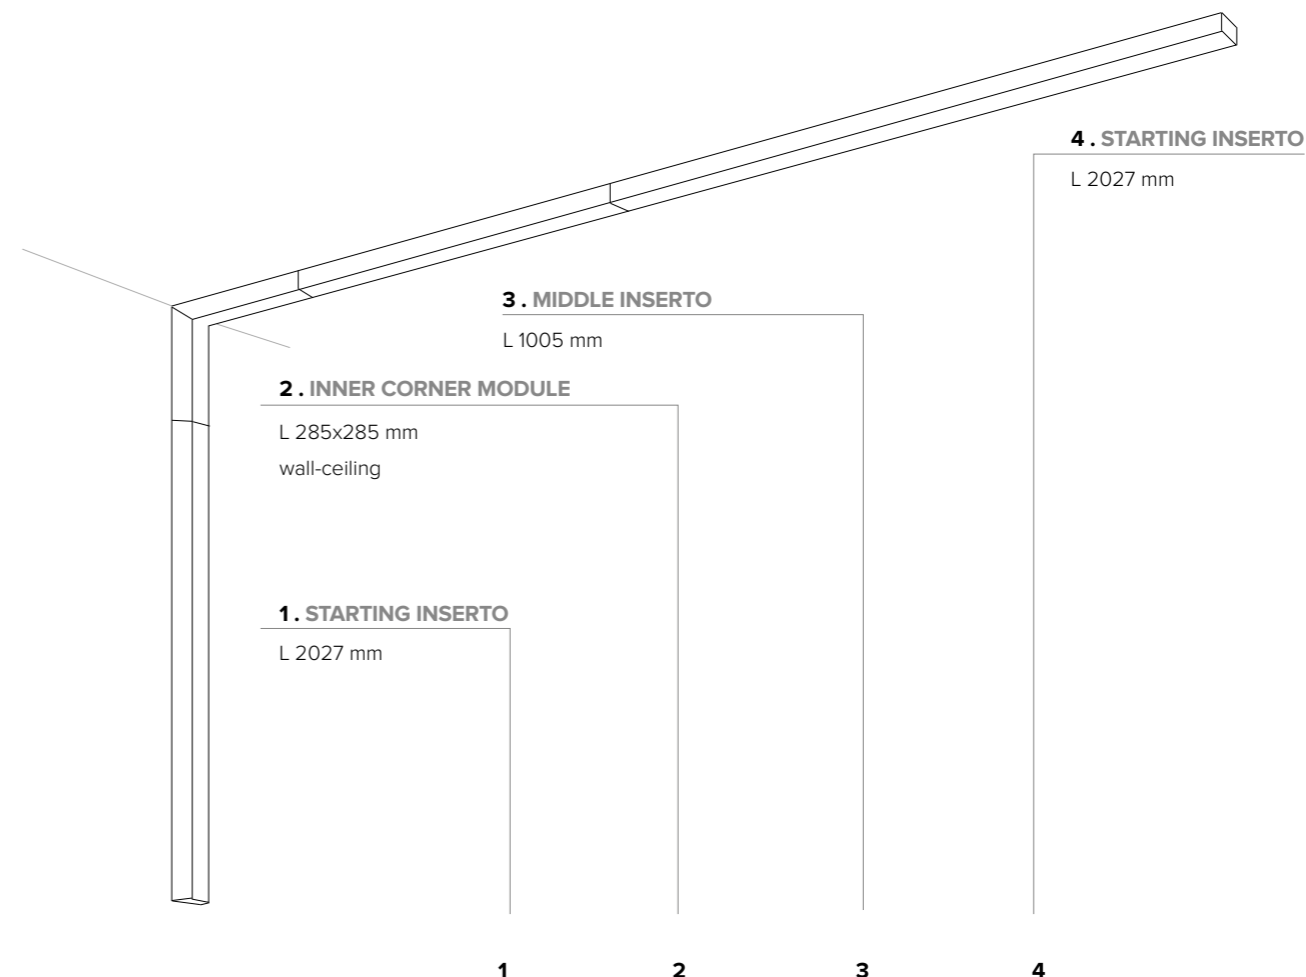 4 . STARTING INSERTO
L 2027 mm
3 . MIDDLE INSERTO
L 1005 mm
2 . INNER CORNER MODULE
L 285x285 mm
wall-ceiling
1 . STARTING INSERTO
L 2027 mm
1 2 3 4